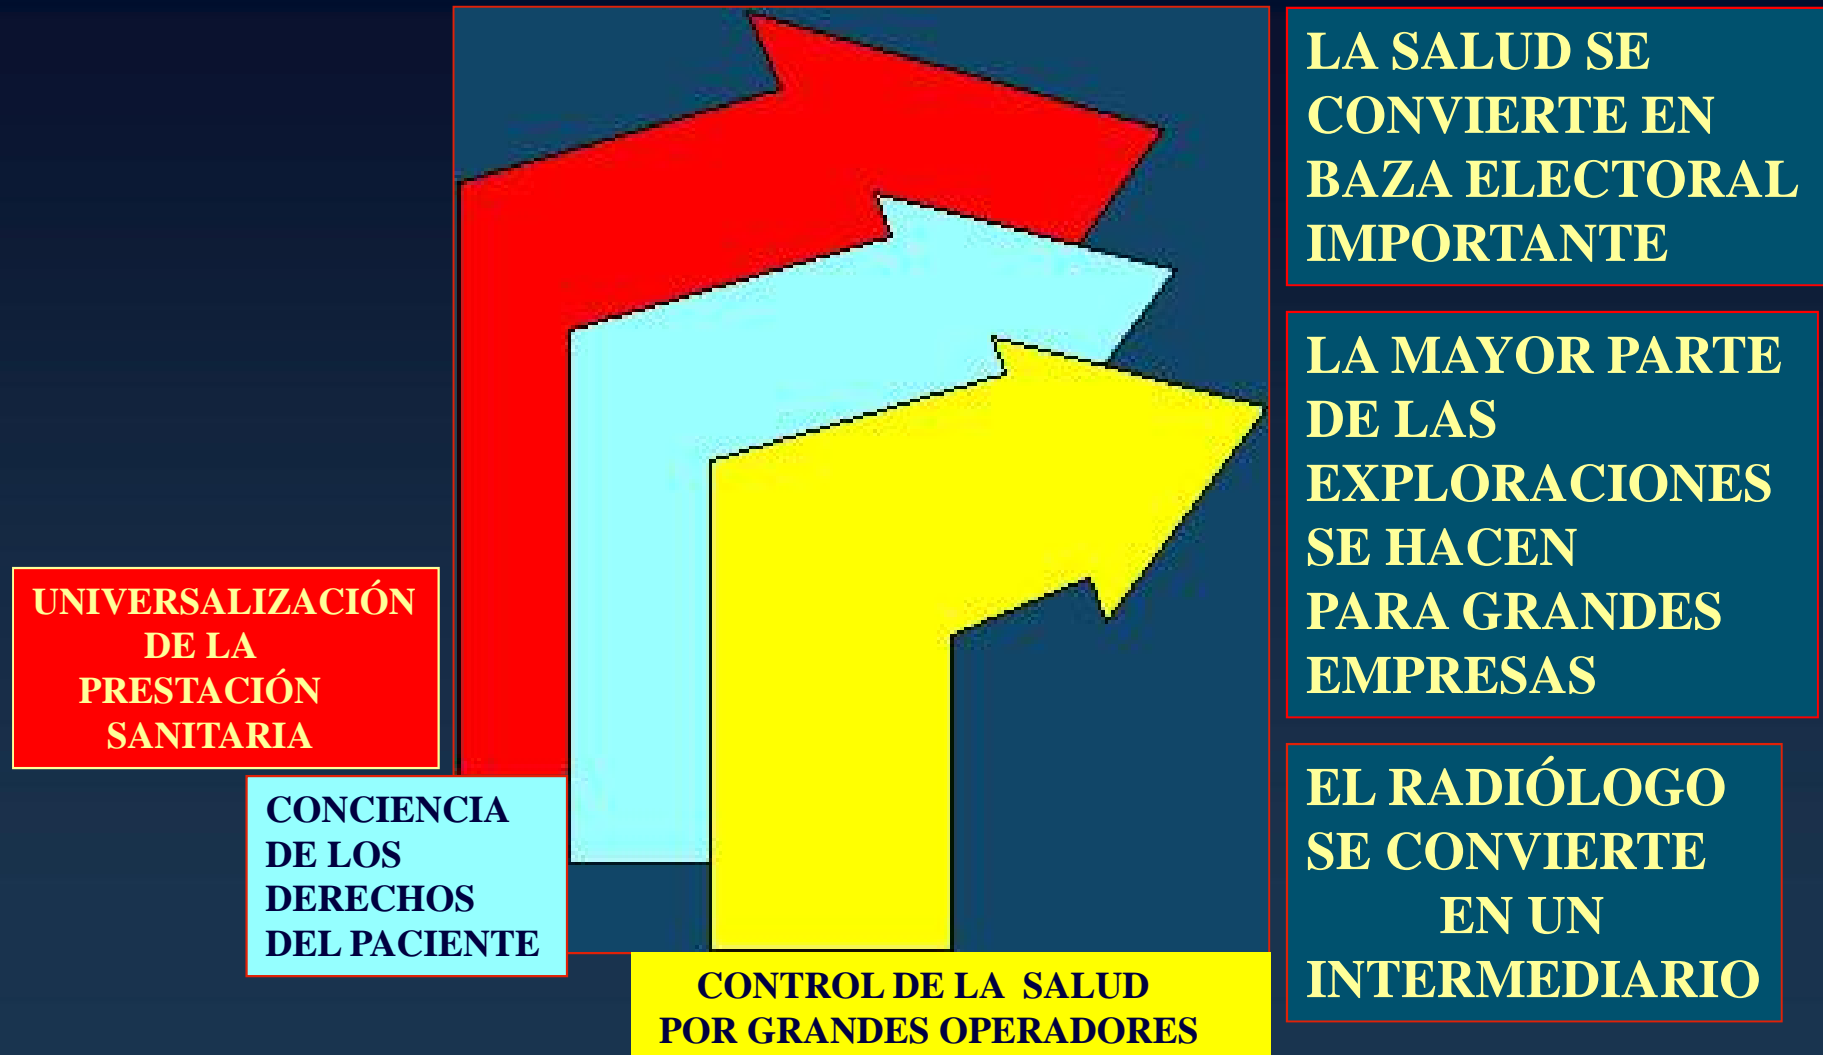 UNIVERSALIZACIÓN
DE LA
PRESTACIÓN
SANITARIA
CONCIENCIA
DE LOS
DERECHOS
DEL PACIENTE
CONTROL DE LA SALUD
POR GRANDES OPERADORES
LA SALUD SE
CONVIERTE EN
BAZA ELECTORAL
IMPORTANTE
LA MAYOR PARTE
DE LAS
EXPLORACIONES
SE HACEN
PARA GRANDES
EMPRESAS
EL RADIÓLOGO
SE CONVIERTE
EN UN
INTERMEDIARIO